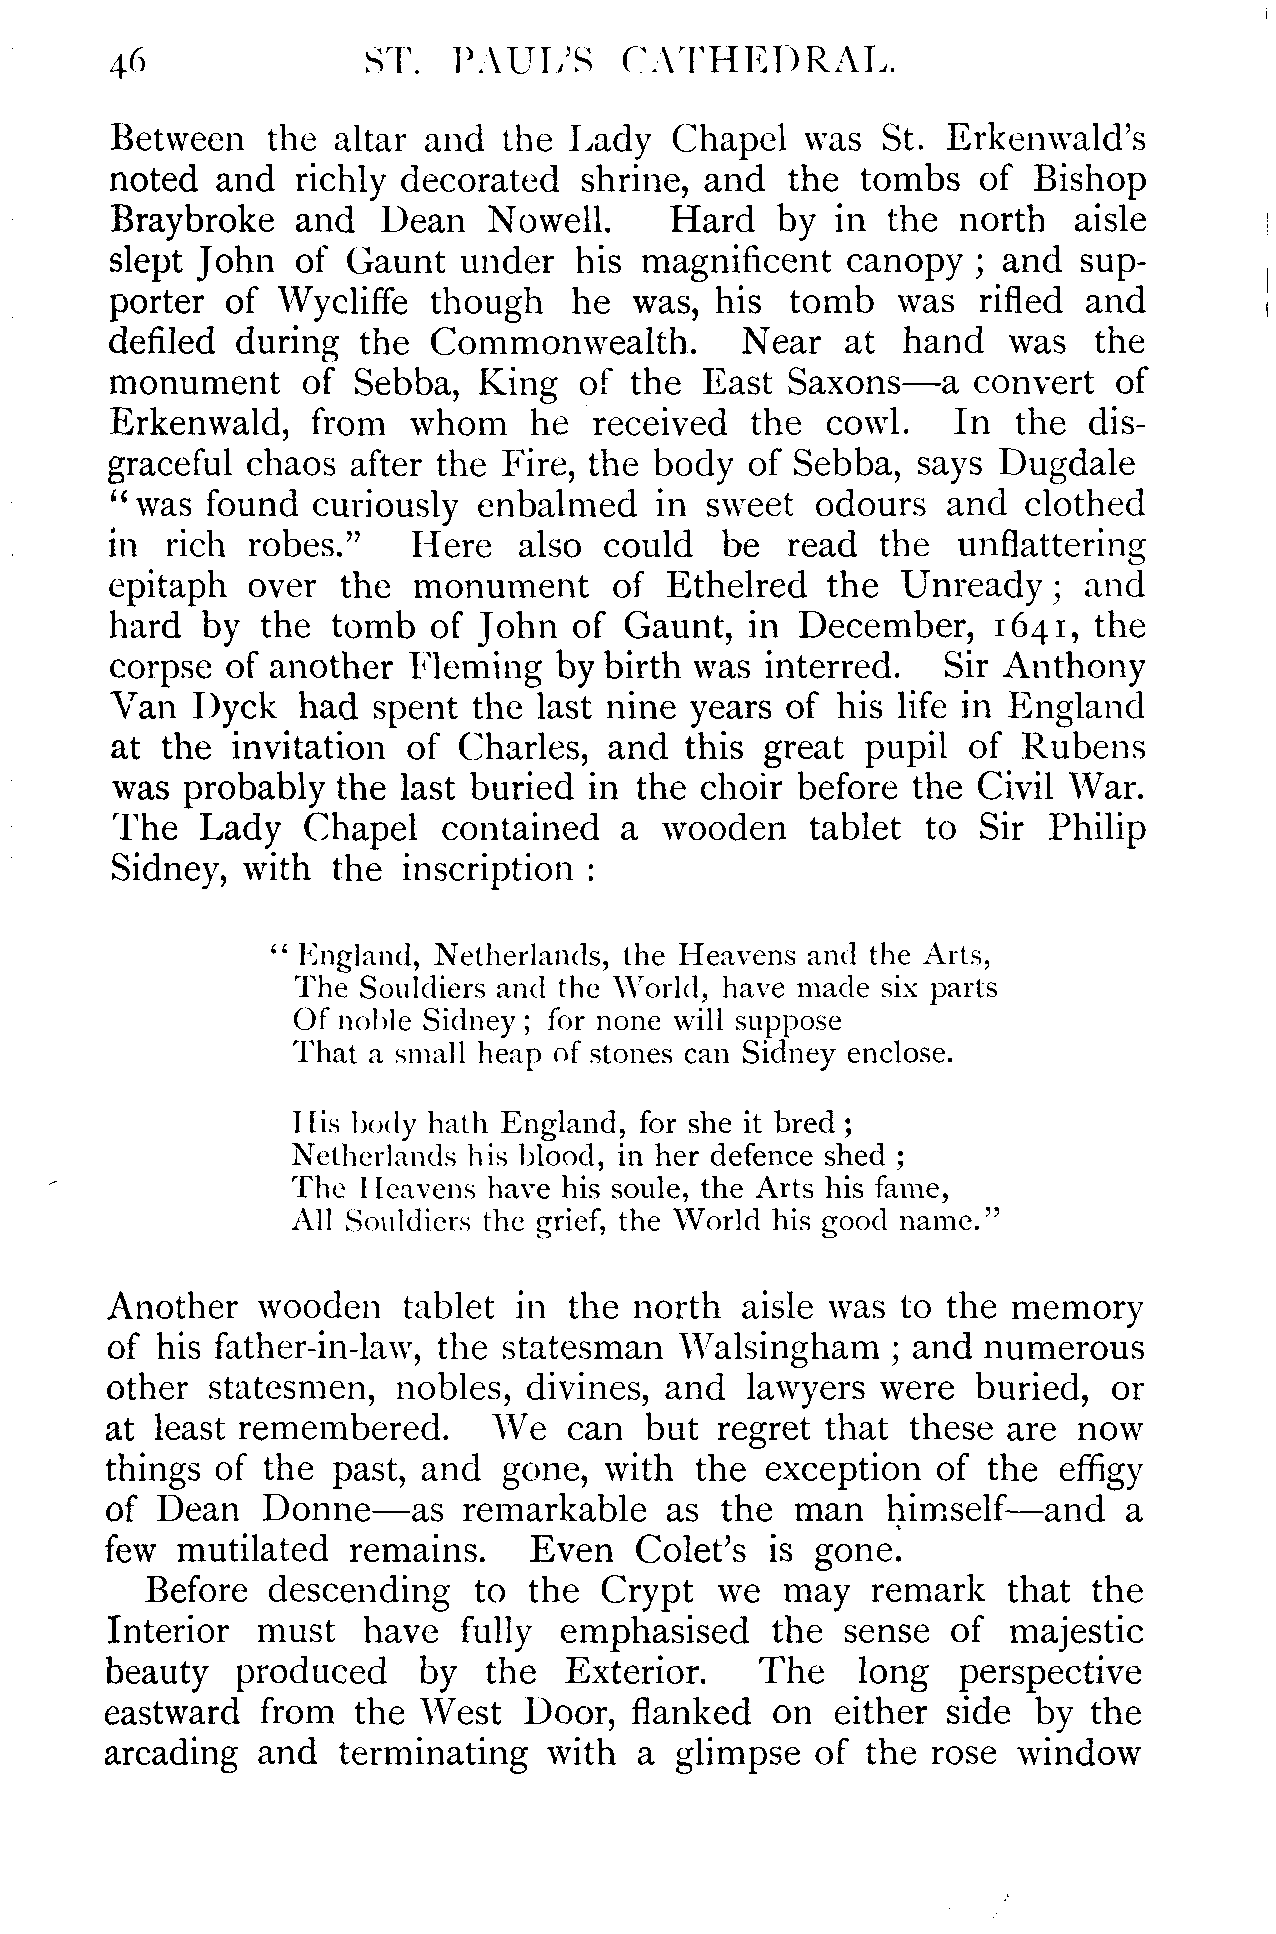 46 ST. PAUL'S CATHEDRAL.
Between the altar and the Lady Chapel was St. Erkenwald's
noted and richly decorated shrine, and the tombs of Bishop
Braybroke and Dean Nowell. Hard by in the north aisle
slept John of Gaunt under his magnificent canopy ; and sup-
porter of Wycliffe though he was, his tomb was rifled and
defiled during the Commonwealth. Near at hand was the
monument of Sebba, King of the East Saxons—a convert of
Erkenwald, from whom he received the cowl. In the dis-
graceful chaos after the Fire, the body of Sebba, says Dugdale
“ was found curiously enbalmed in sweet odours and clothed
in rich robes.” Here also could be read the unflattering
epitaph over the monument of Ethelred the Unready ; and
hard by the tomb of John of Gaunt, in December, 1641, the
corpse of another Fleming by birth was interred. Sir Anthony
Van Dyck had spent the last nine years of his life in England
at the invitation of Charles, and this great pupil of Rubens
was probably the last buried in the choir before the Civil War.
The Lady Chapel contained a wooden tablet to Sir Philip
Sidney, with the inscription :
“ England, Netherlands, the Heavens and the Arts,
The Souldiers and the World, have made six parts
Of noble Sidney ; for none will suppose
That a small heap of stones can Sidney enclose.
His body hath England, for she it bred ;
Netherlands his blood, in her defence shed ;
The Heavens have his soule, the Arts his fame,
All Souldiers the grief, the World his good name.”
Another wooden tablet in the north aisle was to the memory
of his father-in-law, the statesman Walsingham ; and numerous
other statesmen, nobles, divines, and lawyers were buried, or
at least remembered. We can but regret that these are now
things of the past, and gone, with the exception of the effigy
of Dean Donne—as remarkable as the man himself—and a
few mutilated remains. Even Colet's is gone.
Before descending to the Crypt we may remark that the
Interior must have fully emphasised the sense of majestic
beauty produced by the Exterior. The long perspective
eastward from the West Door, flanked on either side by the
arcading and terminating with a glimpse of the rose window